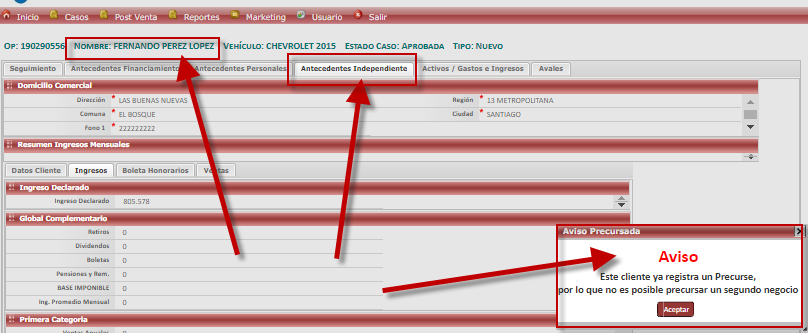 Inicio Casos Post Venta Reportes Marketing Usuario Salir
OP: 190290556 NOMBRE: FERNANDO PEREZ LOPEZ VEHÍCULO: CHEVROLET 2015 ESTADO CASO: APROBADA TIPO: NUEVO
Seguimiento Antecedentes Financiamiento Antecedentes Personales Antecedentes Independiente Activos / Gastos e Ingresos Avales
Domicilio Comercial
Dirección * LAS BUENAS NUEVAS Región * 13 METROPOLITANA
Comuna * EL BOSQUE Ciudad * SANTIAGO
Fono 1 * 222222222
Resumen Ingresos Mensuales
Datos Cliente Ingresos Boleta Honorarios Ventas
Ingreso Declarado
Ingreso Declarado 805.578
Global Complementario
Retiros 0
Dividendos 0
Boletas 0
Pensiones y Rem. 0
BASE IMPONIBLE 0
Ing. Promedio Mensual 0
Primera Categoria
Ventas Anuales
Aviso Precursada X
Aviso
Este cliente ya registra un Precurse,
por lo que no es posible precursar un segundo negocio
Aceptar